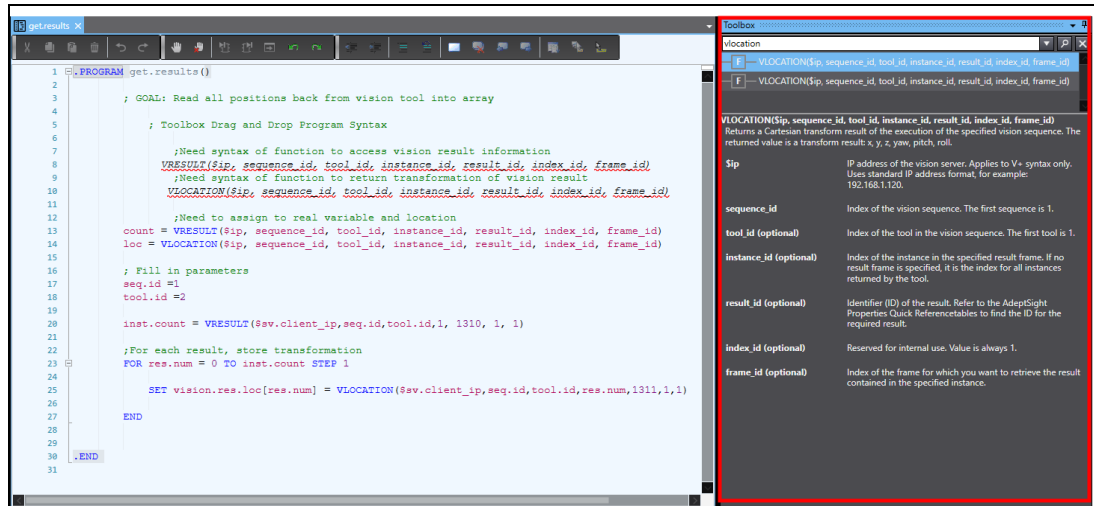 get.results
1 .PROGRAM get.results()
2
3 ; GOAL: Read all positions back from vision tool into array
4
5 ; Toolbox Drag and Drop Program Syntax
6
7 ;Need syntax of function to access vision result information
8 VRESULT($ip, sequence_id, tool_id, instance_id, result_id, index_id, frame_id)
9 ;Need syntax of function to return transformation of vision result
10 VLOCATION($ip, sequence_id, tool_id, instance_id, result_id, index_id, frame_id)
11
12 ;Need to assign to real variable and location
13 count = VRESULT($ip, sequence_id, tool_id, instance_id, result_id, index_id, frame_id)
14 loc = VLOCATION($ip, sequence_id, tool_id, instance_id, result_id, index_id, frame_id)
15
16 ; Fill in parameters
17 seq.id =1
18 tool.id =2
19
20 inst.count = VRESULT($sv.client_ip,seq.id,tool.id,1, 1310, 1, 1)
21
22 ;For each result, store transformation
23 FOR res.num = 0 TO inst.count STEP 1
24
25 SET vision.res.loc[res.num] = VLOCATION($sv.client_ip,seq.id,tool.id,res.num,1311,1,1)
26
27 END
28
29
30 .END
31
Toolbox
vlocation
F VLOCATION($ip, sequence_id, tool_id, instance_id, result_id, index_id, frame_id)
F VLOCATION($ip, sequence_id, tool_id, instance_id, result_id, index_id, frame_id)
VLOCATION($ip, sequence_id, tool_id, instance_id, result_id, index_id, frame_id)
Returns a Cartesian transform result of the execution of the specified vision sequence. The
returned value is a transform result: x, y, z, yaw, pitch, roll.
$ip IP address of the vision server. Applies to V+ syntax only.
Uses standard IP address format, for example:
192.168.1.120.
sequence_id Index of the vision sequence. The first sequence is 1.
tool_id (optional) Index of the tool in the vision sequence. The first tool is 1.
instance_id (optional) Index of the instance in the specified result frame. If no
result frame is specified, it is the index for all instances
returned by the tool.
result_id (optional) Identifier (ID) of the result. Refer to the AdeptSight
Properties Quick Referencetables to find the ID for the
required result.
index_id (optional) Reserved for internal use. Value is always 1.
frame_id (optional) Index of the frame for which you want to retrieve the result
contained in the specified instance.